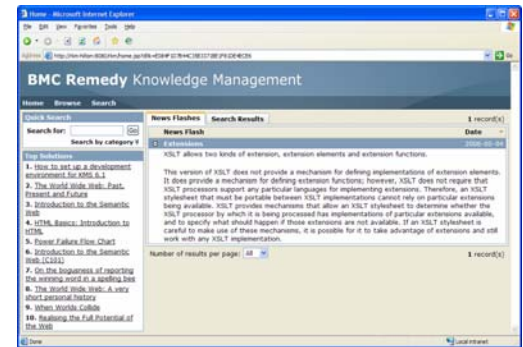 Home - Microsoft Internet Explorer
File Edit View Favorites Tools Help
Address
Go
BMC Remedy Knowledge Management
Home Browse Search
Quick Search
Search for: Go
Search by category
Top Solutions
1. How to set up a development
environment for KMS 6.1
2. The World Wide Web: Past,
Present and Future
3. Introduction to the Semantic
Web
4. HTML Basics: Introduction to
HTML
5. Power Failure Flow Chart
6. Introduction to the Semantic
Web (C101)
7. On the bogusness of reporting
the winning word in a spelling bee
8. The World Wide Web: A very
short personal history
9. When Worlds Collide
10. Realising the Full Potential of
the Web
News Flashes Search Results 1 record(s)
News Flash Date
Extensions
XSLT allows two kinds of extension, extension elements and extension functions.
This version of XSLT does not provide a mechanism for defining implementations of extension elements.
It does provide a mechanism for defining extension functions; however, XSLT does not require that
XSLT processors support any particular languages for implementing extensions. Therefore, an XSLT
stylesheet that must be portable between XSLT implementations cannot rely on particular extensions
being available. XSLT provides mechanisms that allow an XSLT stylesheet to determine whether the
XSLT processor by which it is being processed has implementations of particular extensions available,
and to specify what should happen if those extensions are not available. If an XSLT stylesheet is
careful to make use of these mechanisms, it is possible for it to take advantage of extensions and still
work with any XSLT implementation.
Number of results per page: All 1 record(s)
Done Local intranet